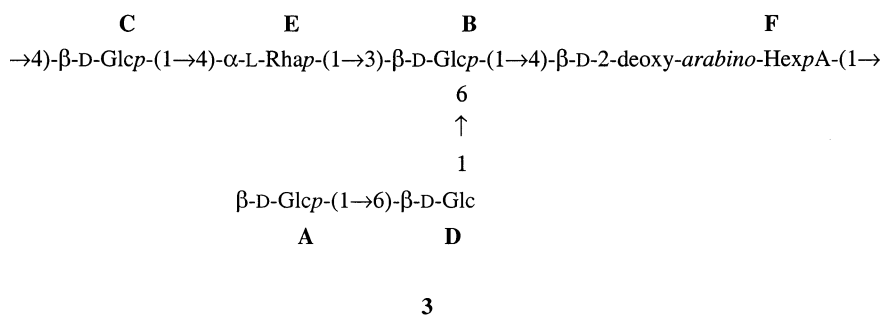 C E B F
→4)-β-D-Glcp-(1→4)-α-L-Rhap-(1→3)-β-D-Glcp-(1→4)-β-D-2-deoxy-arabino-HexpA-(1→
6
↑
1
β-D-Glcp-(1→6)-β-D-Glc
A D
3